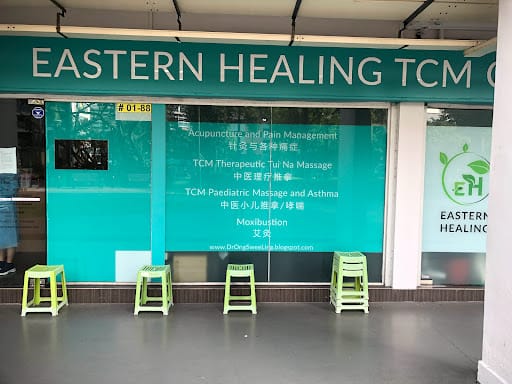 EASTERN HEALING TCM C
# 01-88
Acupuncture and Pain Management
针灸与各种痛症
TCM Therapeutic Tui Na Massage
中医理疗推拿
TCM Paediatric Massage and Asthma
中医小儿推拿/哮喘
Moxibustion
艾灸
www.DrOngSweeLing.blogspot.com
EH
EASTERN
HEALING